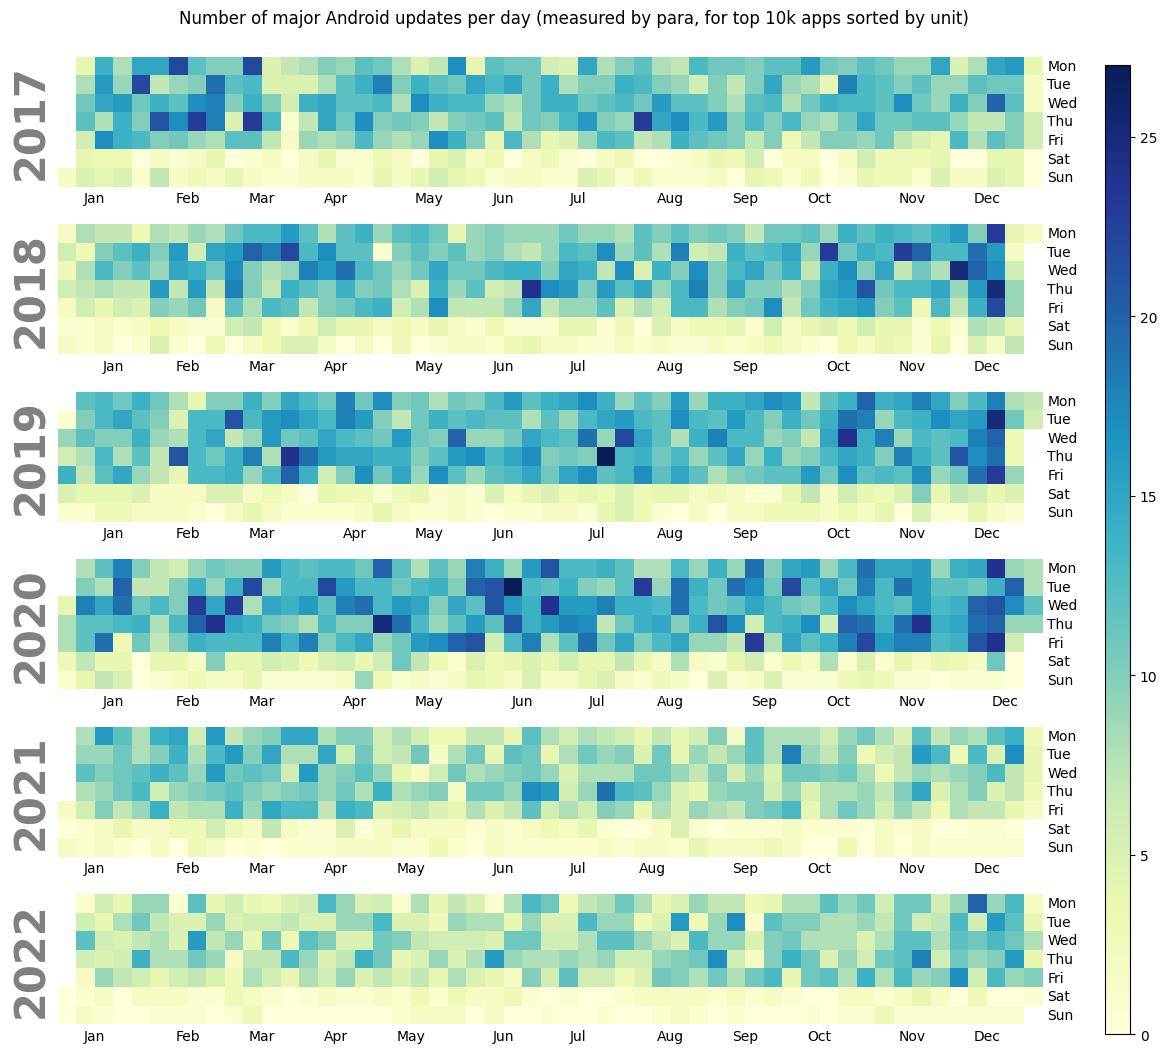 Number of major Android updates per day (measured by para, for top 10k apps sorted by unit)
2017
Mon
Tue
Wed
Thu
Fri
Sat
Sun
Jan Feb Mar Apr May Jun Jul Aug Sep Oct Nov Dec
2018
Mon
Tue
Wed
Thu
Fri
Sat
Sun
Jan Feb Mar Apr May Jun Jul Aug Sep Oct Nov Dec
2019
Mon
Tue
Wed
Thu
Fri
Sat
Sun
Jan Feb Mar Apr May Jun Jul Aug Sep Oct Nov Dec
2020
Mon
Tue
Wed
Thu
Fri
Sat
Sun
Jan Feb Mar Apr May Jun Jul Aug Sep Oct Nov Dec
2021
Mon
Tue
Wed
Thu
Fri
Sat
Sun
Jan Feb Mar Apr May Jun Jul Aug Sep Oct Nov Dec
2022
Mon
Tue
Wed
Thu
Fri
Sat
Sun
Jan Feb Mar Apr May Jun Jul Aug Sep Oct Nov Dec
25
20
15
10
5
0